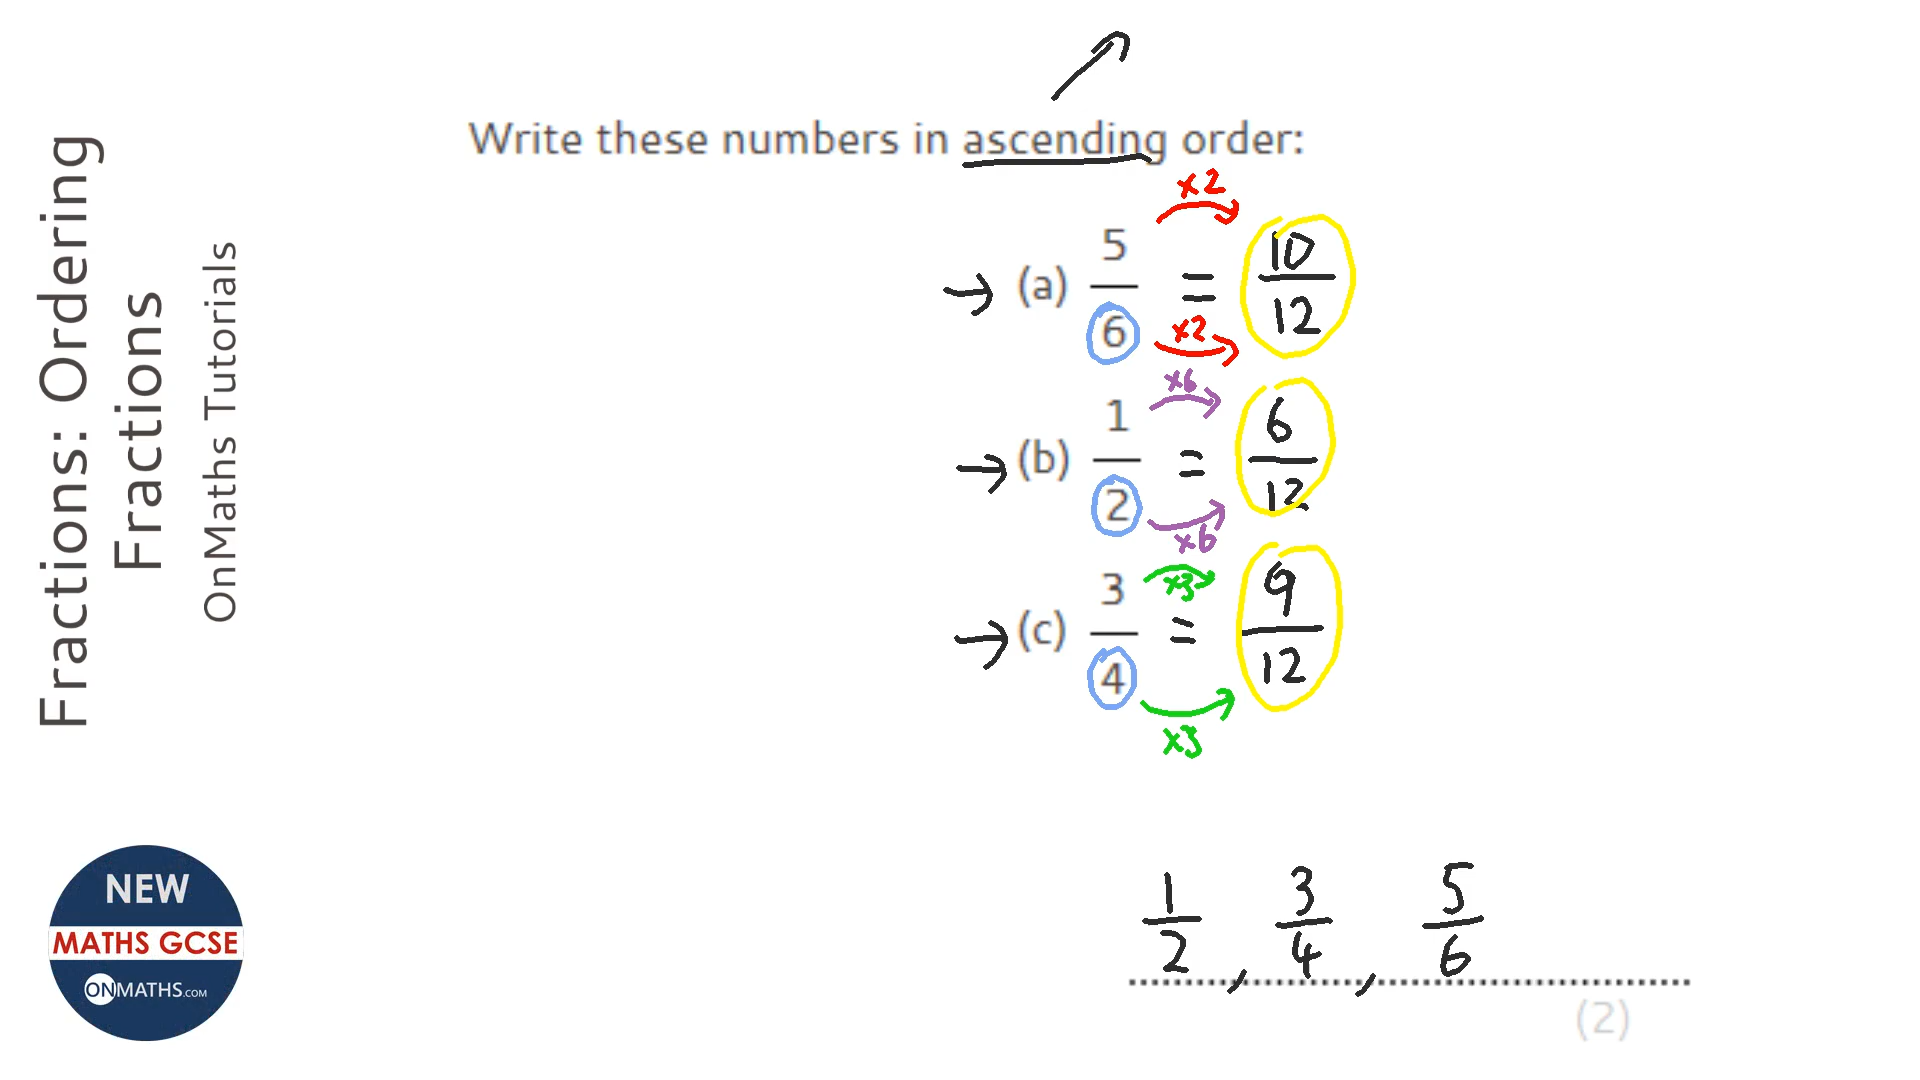 Fractions: Ordering
Fractions
OnMaths Tutorials
Write these numbers in ascending order:
(a) 5/6 = 10/12
×2
×2
(b) 1/2 = 6/12
×6
×6
(c) 3/4 = 9/12
×3
×3
1/2, 3/4, 5/6
(2)
NEW
MATHS GCSE
ONMATHS.COM